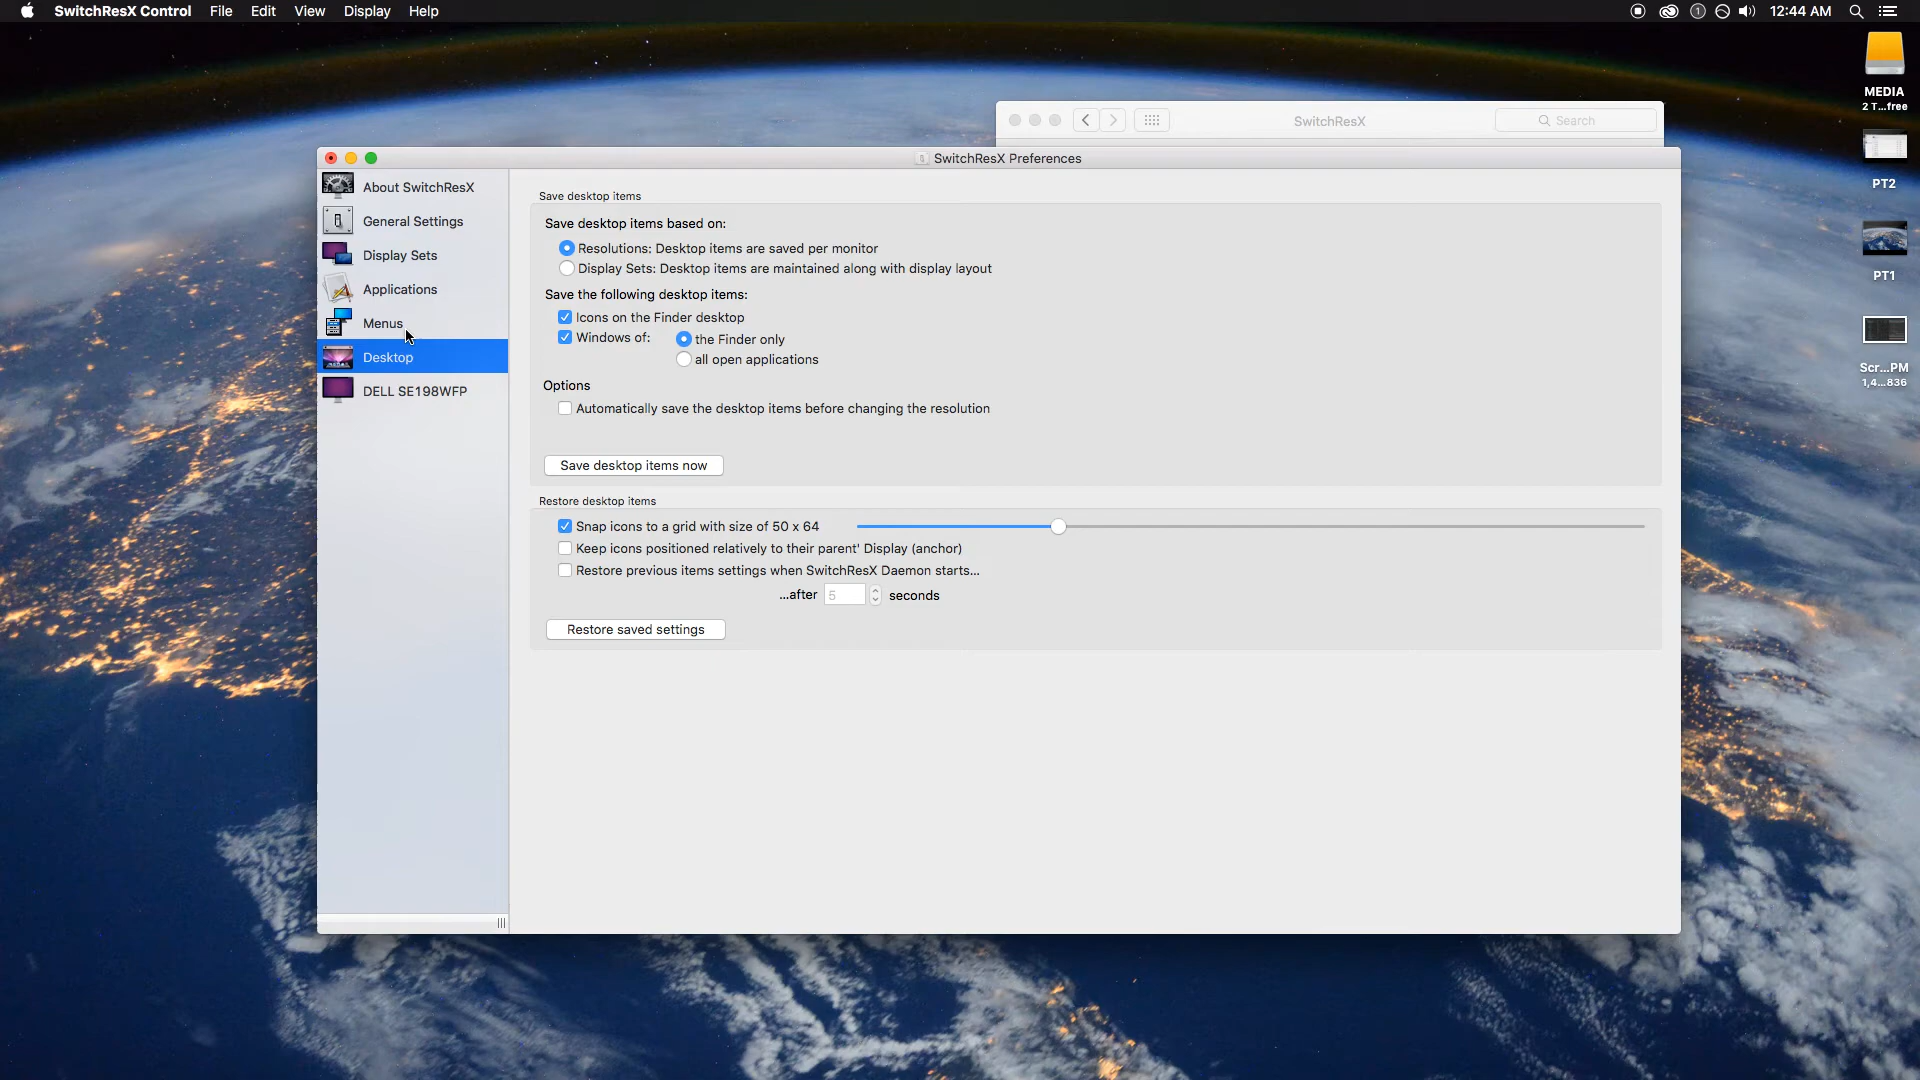 SwitchResX Control File Edit View Display Help
1 12:44 AM
MEDIA
2 T...free
PT2
PT1
Scr...PM
1,4...836
SwitchResX
Search
SwitchResX Preferences
About SwitchResX
General Settings
Display Sets
Applications
Menus
Desktop
DELL SE198WFP
Save desktop items
Save desktop items based on:
Resolutions: Desktop items are saved per monitor
Display Sets: Desktop items are maintained along with display layout
Save the following desktop items:
Icons on the Finder desktop
Windows of: the Finder only
all open applications
Options
Automatically save the desktop items before changing the resolution
Save desktop items now
Restore desktop items
Snap icons to a grid with size of 50 x 64
Keep icons positioned relatively to their parent' Display (anchor)
Restore previous items settings when SwitchResX Daemon starts...
...after 5 seconds
Restore saved settings